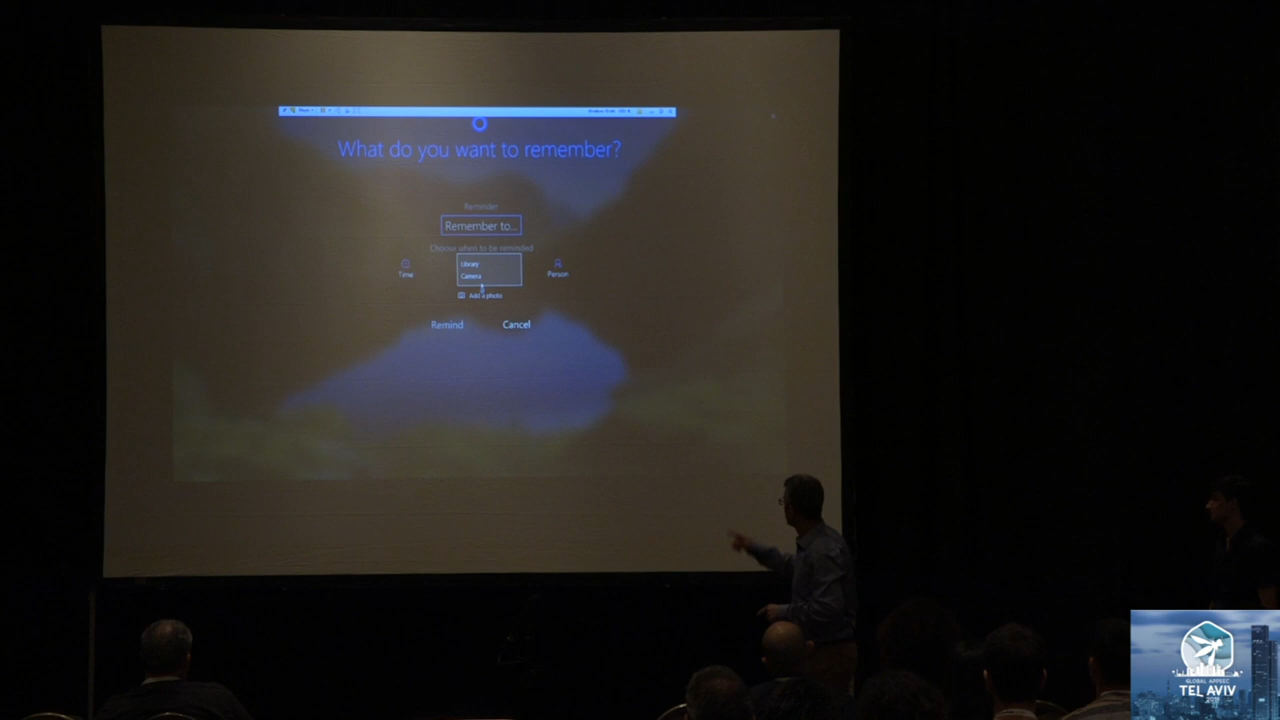 What do you want to remember?
Reminder
Remember to...
Choose when to be reminded
Library
Time
Person
Camera
Add a photo
Remind
Cancel
GLOBAL APPSEC
TEL AVIV